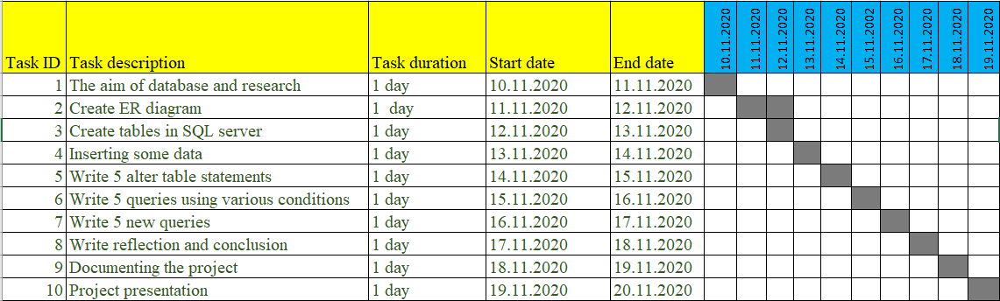 Task ID Task description Task duration Start date End date 10.11.2020 11.11.2020 12.11.2020 13.11.2020 14.11.2020 15.11.2002 16.11.2020 17.11.2020 18.11.2020 19.11.2020
1 The aim of database and research 1 day 10.11.2020 11.11.2020
2 Create ER diagram 1 day 11.11.2020 12.11.2020
3 Create tables in SQL server 1 day 12.11.2020 13.11.2020
4 Inserting some data 1 day 13.11.2020 14.11.2020
5 Write 5 alter table statements 1 day 14.11.2020 15.11.2020
6 Write 5 queries using various conditions 1 day 15.11.2020 16.11.2020
7 Write 5 new queries 1 day 16.11.2020 17.11.2020
8 Write reflection and conclusion 1 day 17.11.2020 18.11.2020
9 Documenting the project 1 day 18.11.2020 19.11.2020
10 Project presentation 1 day 19.11.2020 20.11.2020